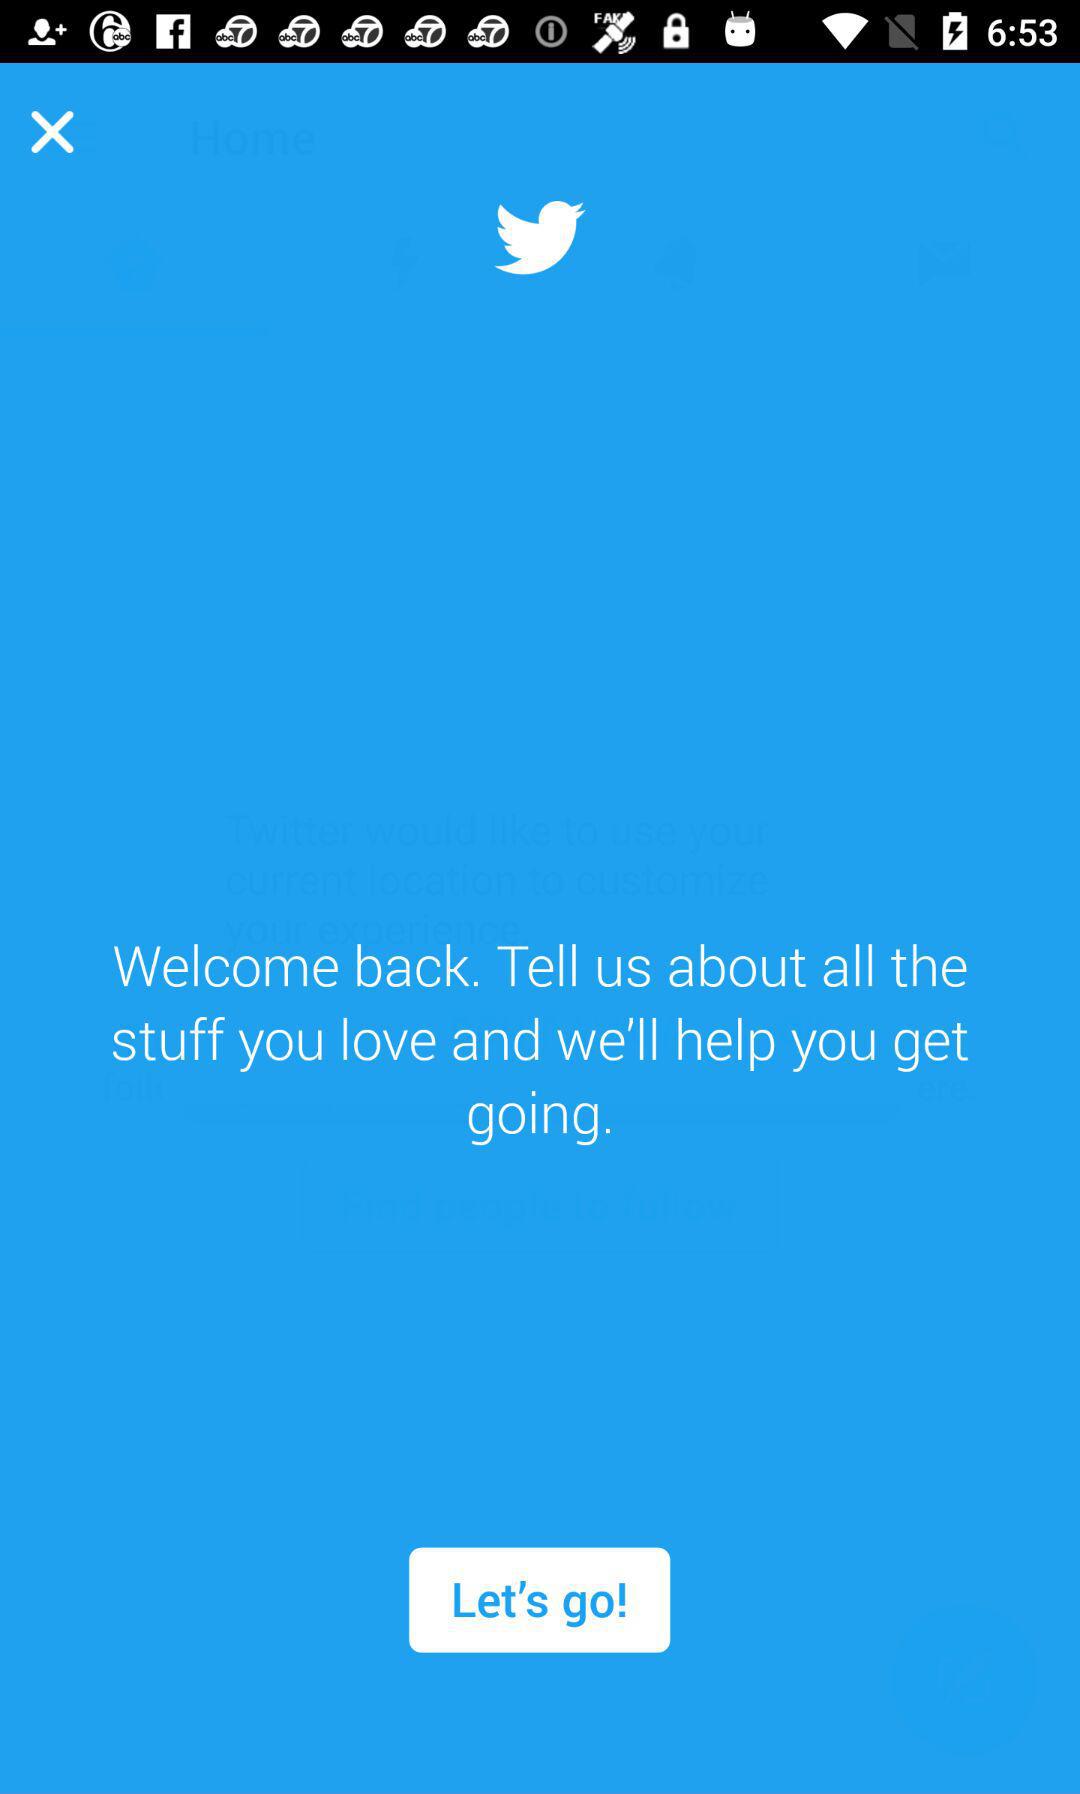 6:53
Home
Twitter would like to use your
current location to customize
your experience
Welcome back. Tell us about all the
stuff you love and we'll help you get
going.
Find people to follow
Let's go!